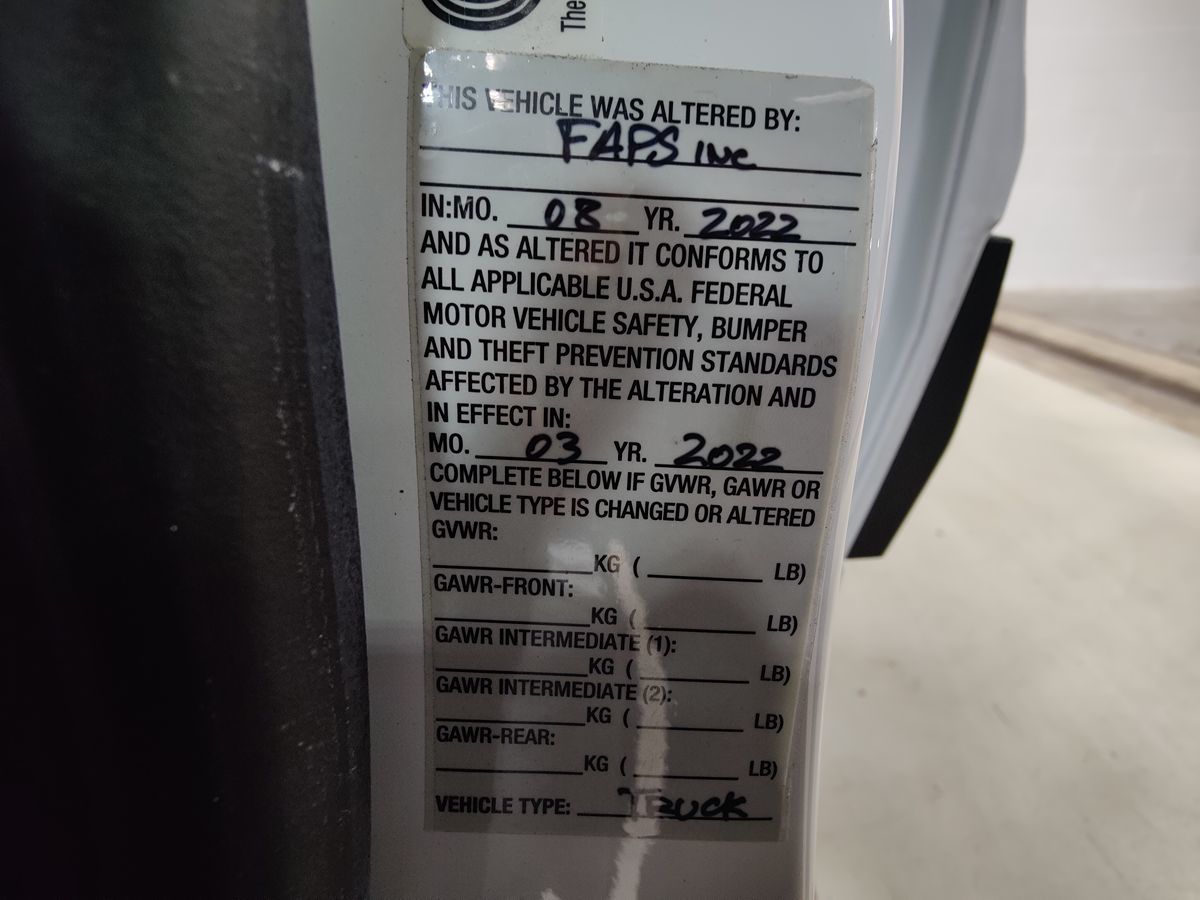 The
THIS VEHICLE WAS ALTERED BY:
FAPS INC
IN:MO. 08 YR. 2022
AND AS ALTERED IT CONFORMS TO
ALL APPLICABLE U.S.A. FEDERAL
MOTOR VEHICLE SAFETY, BUMPER
AND THEFT PREVENTION STANDARDS
AFFECTED BY THE ALTERATION AND
IN EFFECT IN:
MO. 03 YR. 2022
COMPLETE BELOW IF GVWR, GAWR OR
VEHICLE TYPE IS CHANGED OR ALTERED
GVWR:
KG ( LB)
GAWR-FRONT:
KG ( LB)
GAWR INTERMEDIATE (1):
KG ( LB)
GAWR INTERMEDIATE (2):
KG ( LB)
GAWR-REAR:
KG ( LB)
VEHICLE TYPE: TRUCK